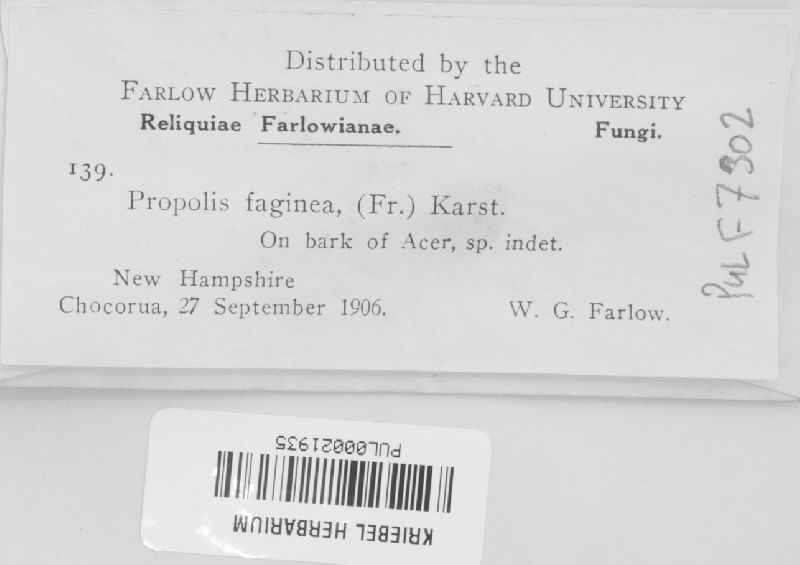 Distributed by the
FARLOW HERBARIUM OF HARVARD UNIVERSITY
Reliquiae Farlowianae. Fungi.
139.
Propolis faginea, (Fr.) Karst.
On bark of Acer, sp. indet.
New Hampshire
Chocorua, 27 September 1906. W. G. Farlow.
PUL F 7302
PUL00021935
KRIEBEL HERBARIUM